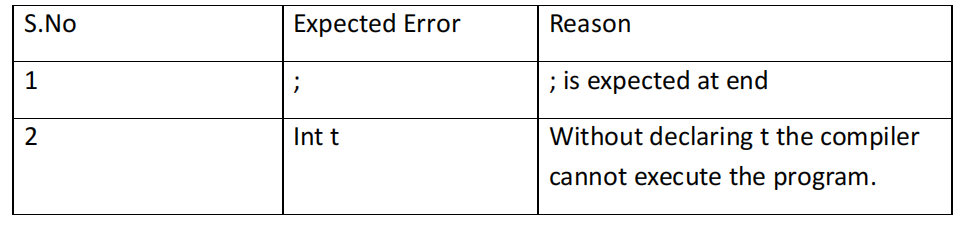 S.No Expected Error Reason
1 ; ; is expected at end
2 Int t Without declaring t the compiler
cannot execute the program.